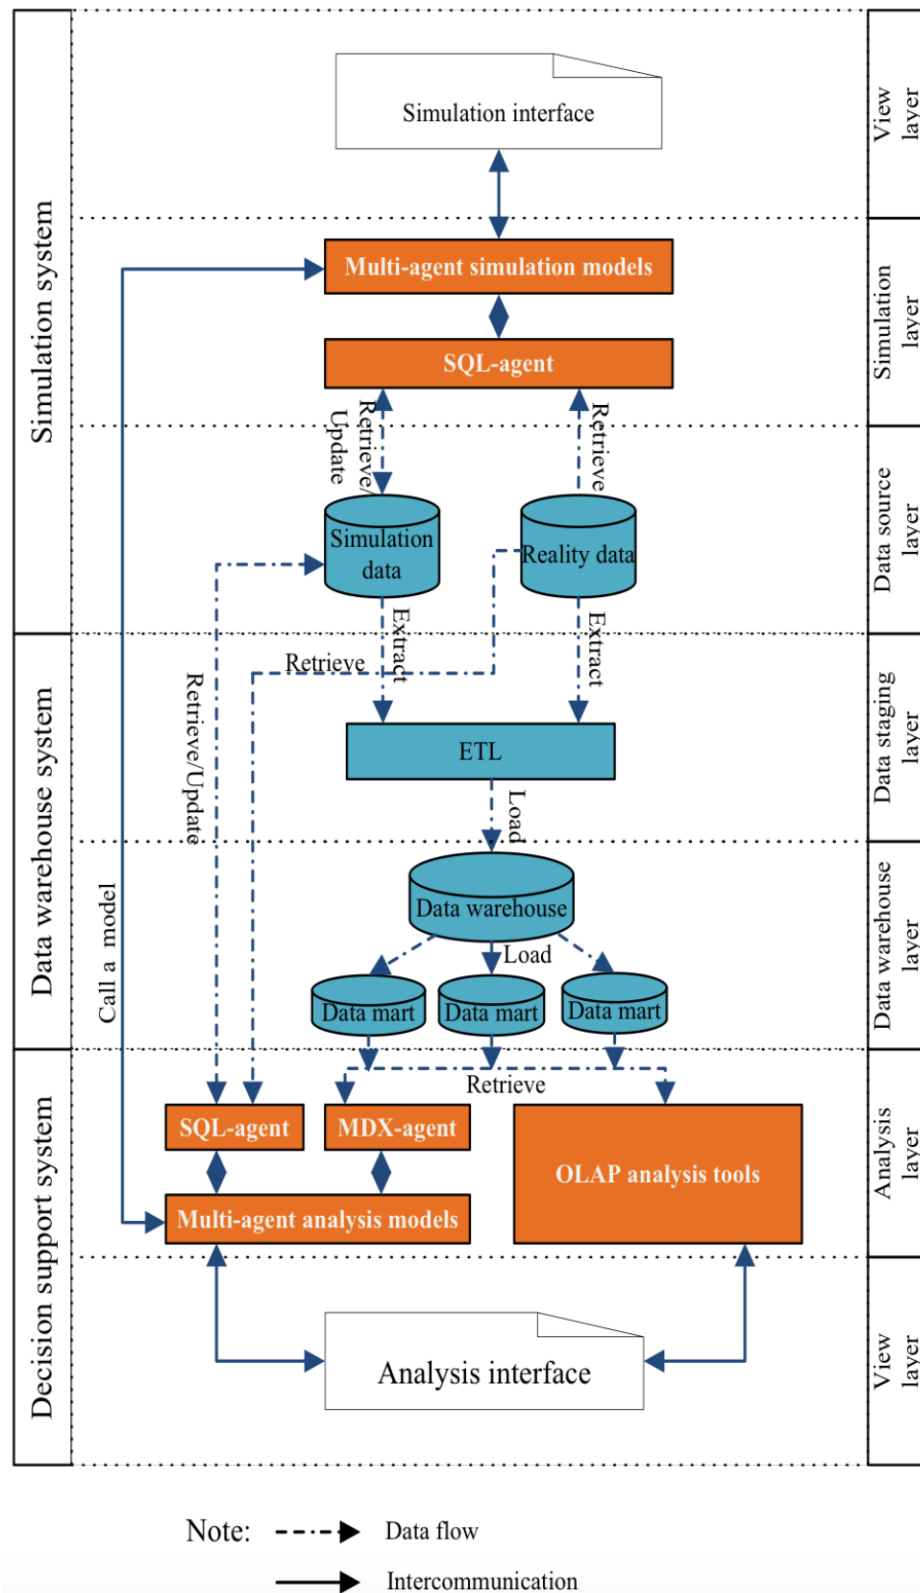 Simulation system
Data warehouse system
Decision support system
View
layer
Simulation
layer
Data source
layer
Data staging
layer
Data warehouse
layer
Analysis
layer
View
layer
Simulation interface
Multi-agent simulation models
SQL-agent
Retrieve/
Update
Retrieve
Simulation
data
Reality data
Extract
Extract
Retrieve
Retrieve/Update
ETL
Load
Data warehouse
Load
Call a model
Data mart
Data mart
Data mart
Retrieve
SQL-agent
MDX-agent
OLAP analysis tools
Multi-agent analysis models
Analysis interface
Note:
Data flow
Intercommunication